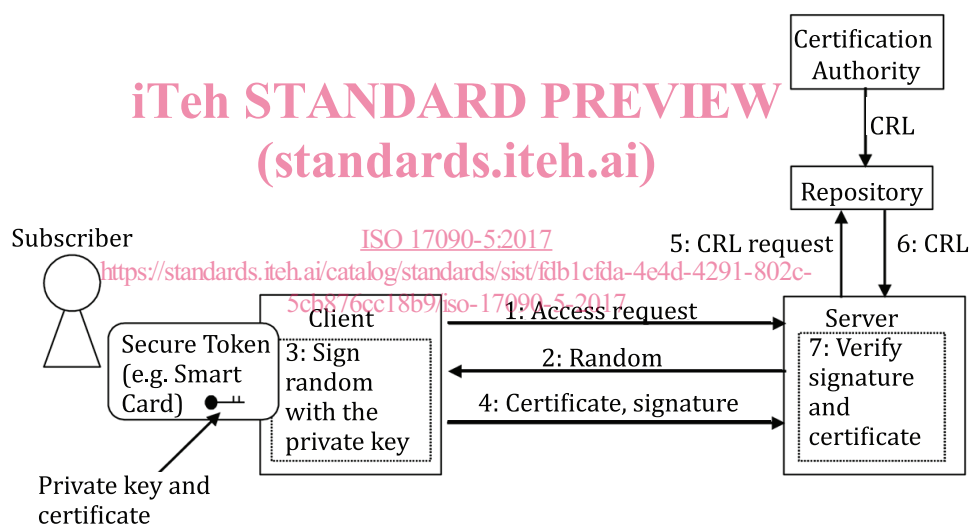 Certification
Authority
iTeh STANDARD PREVIEW
(standards.iteh.ai)
CRL
Repository
Subscriber
ISO 17090-5:2017
5: CRL request
6: CRL
https://standards.iteh.ai/catalog/standards/sist/fdb1cfda-4e4d-4291-802c-
5cb876cc18b9/iso-17090-5-2017
Client
1: Access request
Server
Secure Token
(e.g. Smart
Card)
3: Sign
random
with the
private key
2: Random
4: Certificate, signature
7: Verify
signature
and
certificate
Private key and
certificate